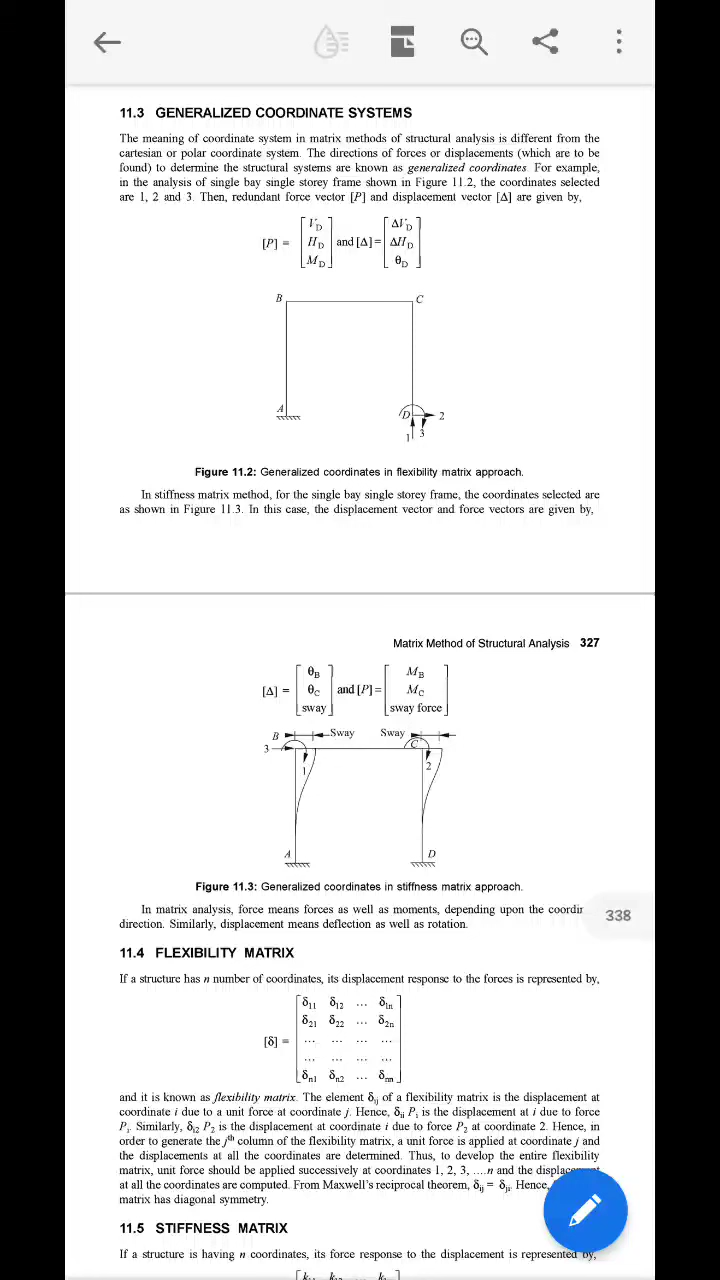 11.3 GENERALIZED COORDINATE SYSTEMS
The meaning of coordinate system in matrix methods of structural analysis is different from the
cartesian or polar coordinate system. The directions of forces or displacements (which are to be
found) to determine the structural systems are known as generalized coordinates. For example,
in the analysis of single bay single storey frame shown in Figure 11.2, the coordinates selected
are 1, 2 and 3. Then, redundant force vector [P] and displacement vector [Δ] are given by,
V_D ΔV_D
[P] = H_D and [Δ] = ΔH_D
M_D θ_D
B C
A D 2
1 3
Figure 11.2: Generalized coordinates in flexibility matrix approach.
In stiffness matrix method, for the single bay single storey frame, the coordinates selected are
as shown in Figure 11.3. In this case, the displacement vector and force vectors are given by,
Matrix Method of Structural Analysis 327
θ_B M_B
[Δ] = θ_C and [P] = M_C
sway sway force
B Sway Sway C
3 1 2
A D
Figure 11.3: Generalized coordinates in stiffness matrix approach.
In matrix analysis, force means forces as well as moments, depending upon the coordin
direction. Similarly, displacement means deflection as well as rotation.
338
11.4 FLEXIBILITY MATRIX
If a structure has n number of coordinates, its displacement response to the forces is represented by,
δ11 δ12 ... δin
δ21 δ22 ... δ2n
[δ] = ... ... ... ...
... ... ... ...
δn1 δn2 ... δnn
and it is known as flexibility matrix. The element δij of a flexibility matrix is the displacement at
coordinate i due to a unit force at coordinate j. Hence, δii Pi is the displacement at i due to force
Pi. Similarly, δi2 P2 is the displacement at coordinate i due to force P2 at coordinate 2. Hence, in
order to generate the jth column of the flexibility matrix, a unit force is applied at coordinate j and
the displacements at all the coordinates are determined. Thus, to develop the entire flexibility
matrix, unit force should be applied successively at coordinates 1, 2, 3, ....n and the
at all the coordinates are computed. From Maxwell's reciprocal theorem, δij = δji. Hence,
matrix has diagonal symmetry.
11.5 STIFFNESS MATRIX
If a structure is having n coordinates, its force response to the displacement is represented by,